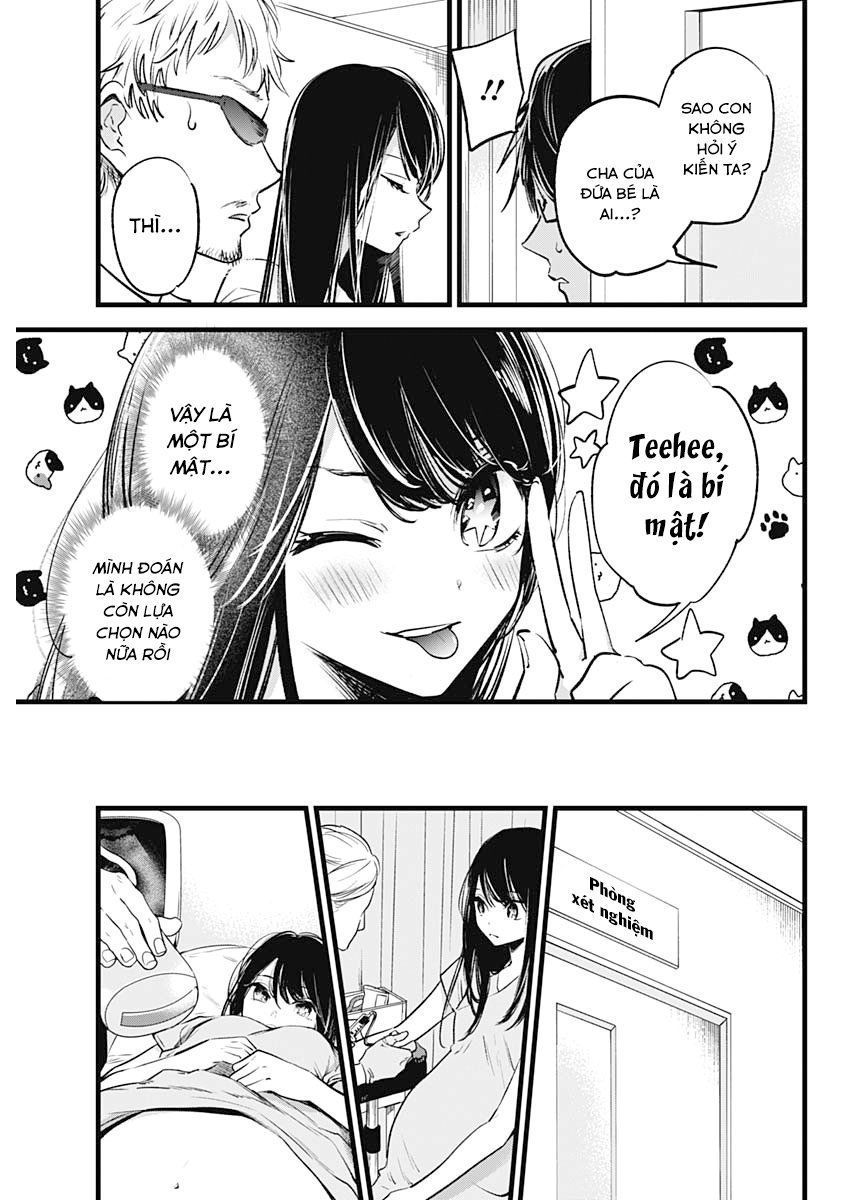 SAO CON
KHÔNG
HỎI Ý
KIẾN TA?
CHA CỦA
ĐỨA BÉ LÀ
AI...?
!!
THÌ...
Teehee,
đó là bí
mật!
VẬY LÀ
MỘT BÍ
MẬT...
MÌNH ĐOÁN
LÀ KHÔNG
CÒN LỰA
CHỌN NÀO
NỮA RỒI
Phòng
xét nghiệm